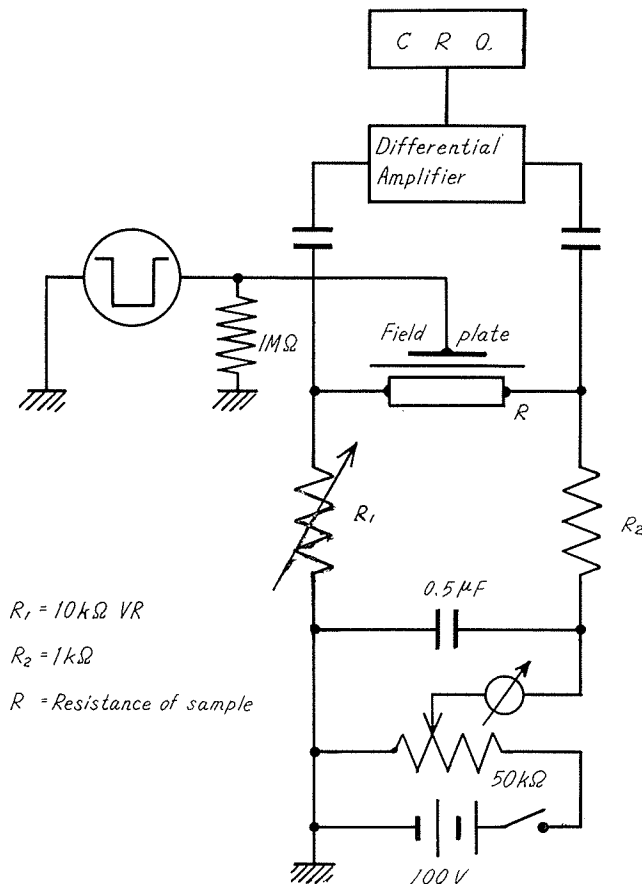 C R O.
Differential
Amplifier
1MΩ
Field plate
R
R₁
R₂
0.5μF
R₁ = 10kΩ VR
R₂ = 1kΩ
R = Resistance of sample
50kΩ
100V